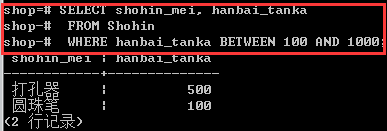 shop=# SELECT shohin_mei, hanbai_tanka
shop-#  FROM Shohin
shop-#  WHERE hanbai_tanka BETWEEN 100 AND 1000;
 shohin_mei | hanbai_tanka
------------+--------------
 打孔器     |          500
 圆珠笔     |          100
(2 行记录)